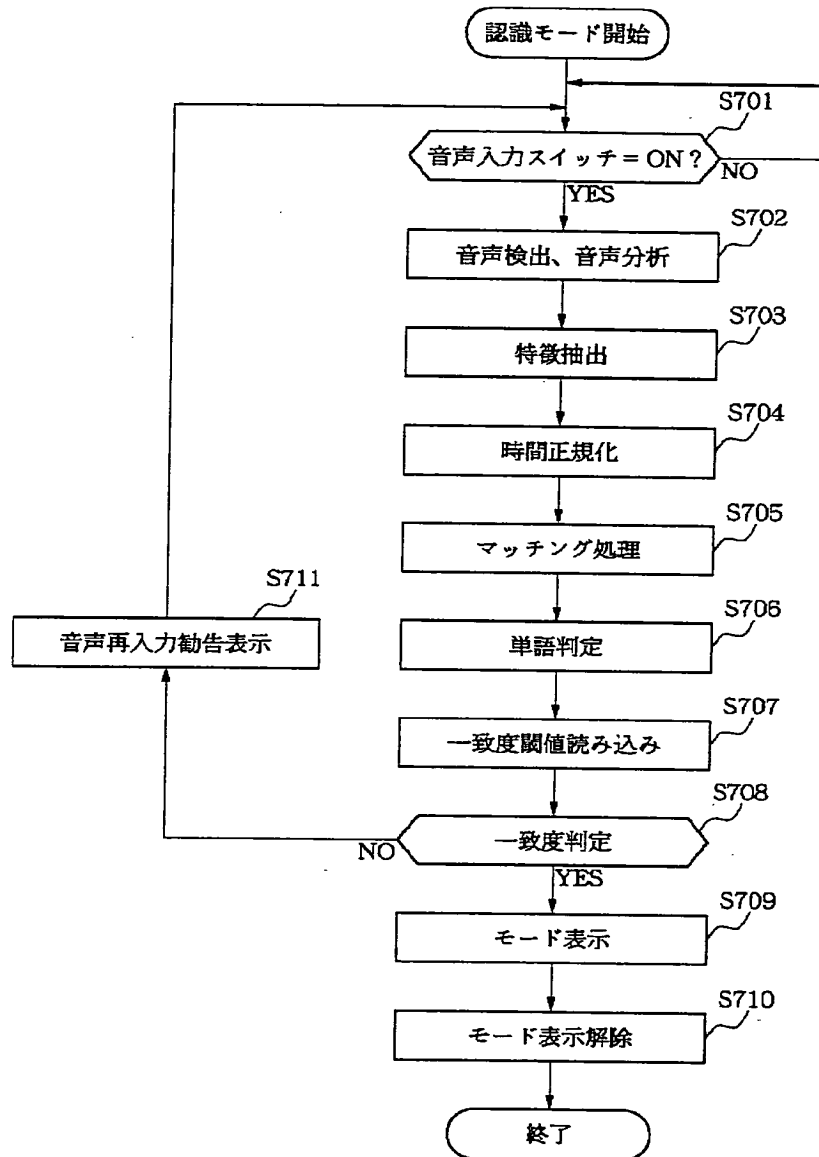 認識モード開始
S701
音声入力スイッチ＝ON？
NO
YES
S702
音声検出、音声分析
S703
特徴抽出
S704
時間正規化
S705
マッチング処理
S711
音声再入力勧告表示
S706
単語判定
S707
一致度閾値読み込み
S708
一致度判定
NO
YES
S709
モード表示
S710
モード表示解除
終了